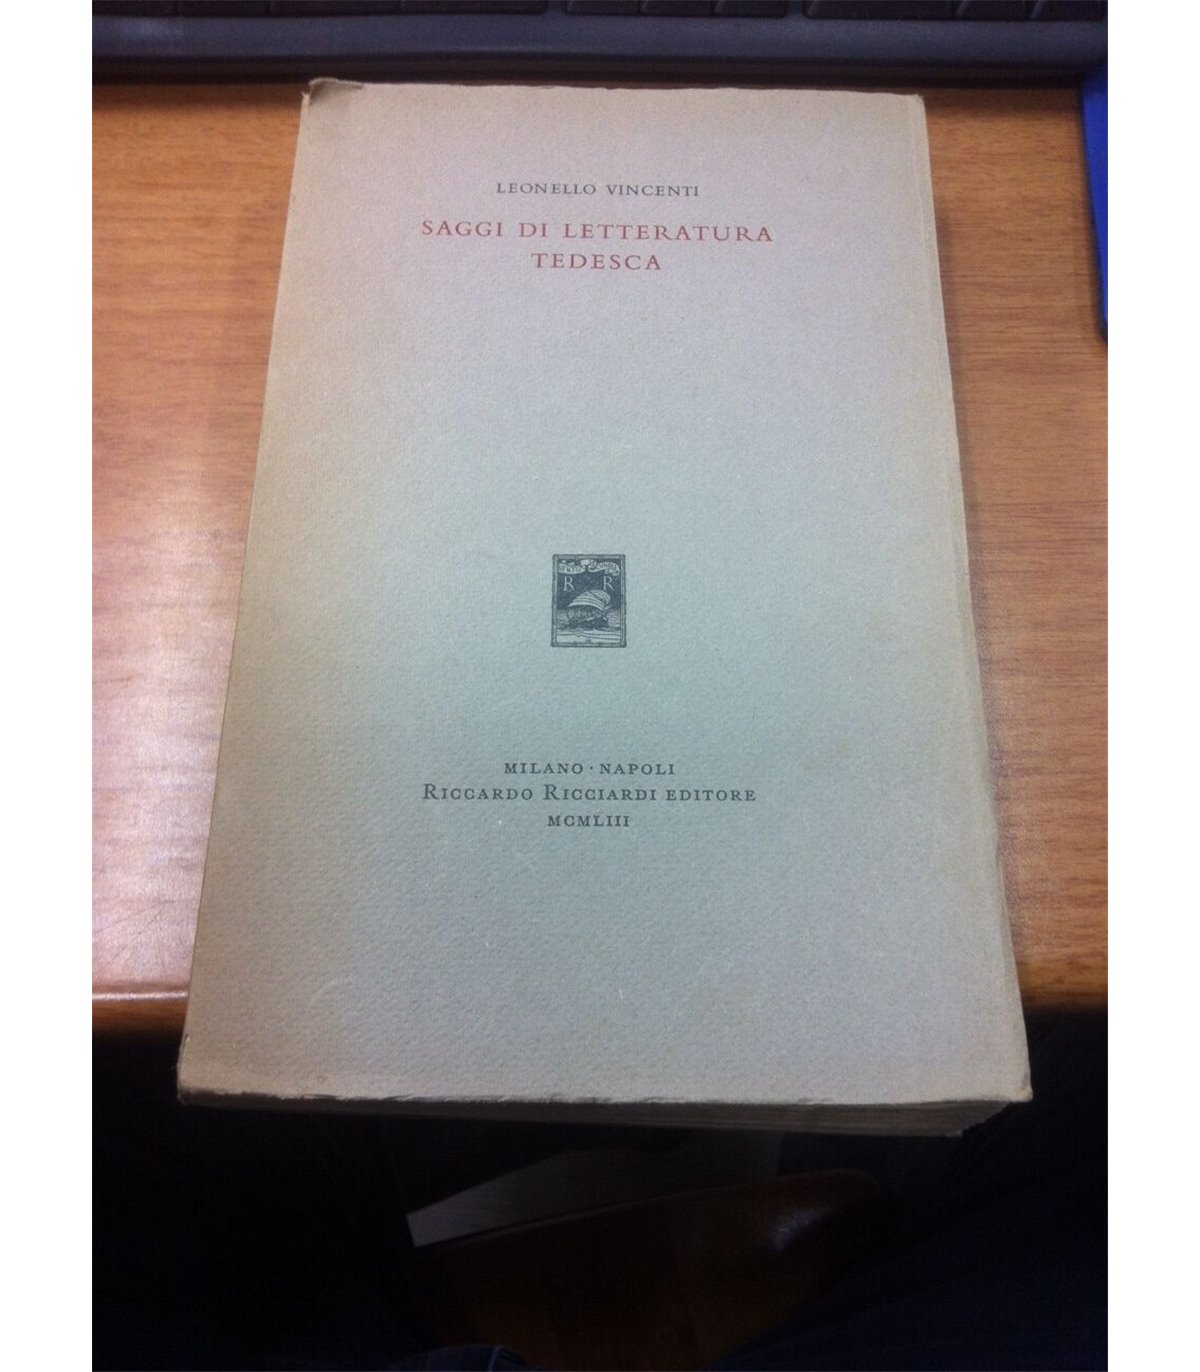 LEONELLO VINCENTI
SAGGI DI LETTERATURA
TEDESCA
R R
MILANO · NAPOLI
RICCARDO RICCIARDI EDITORE
MCMLIII